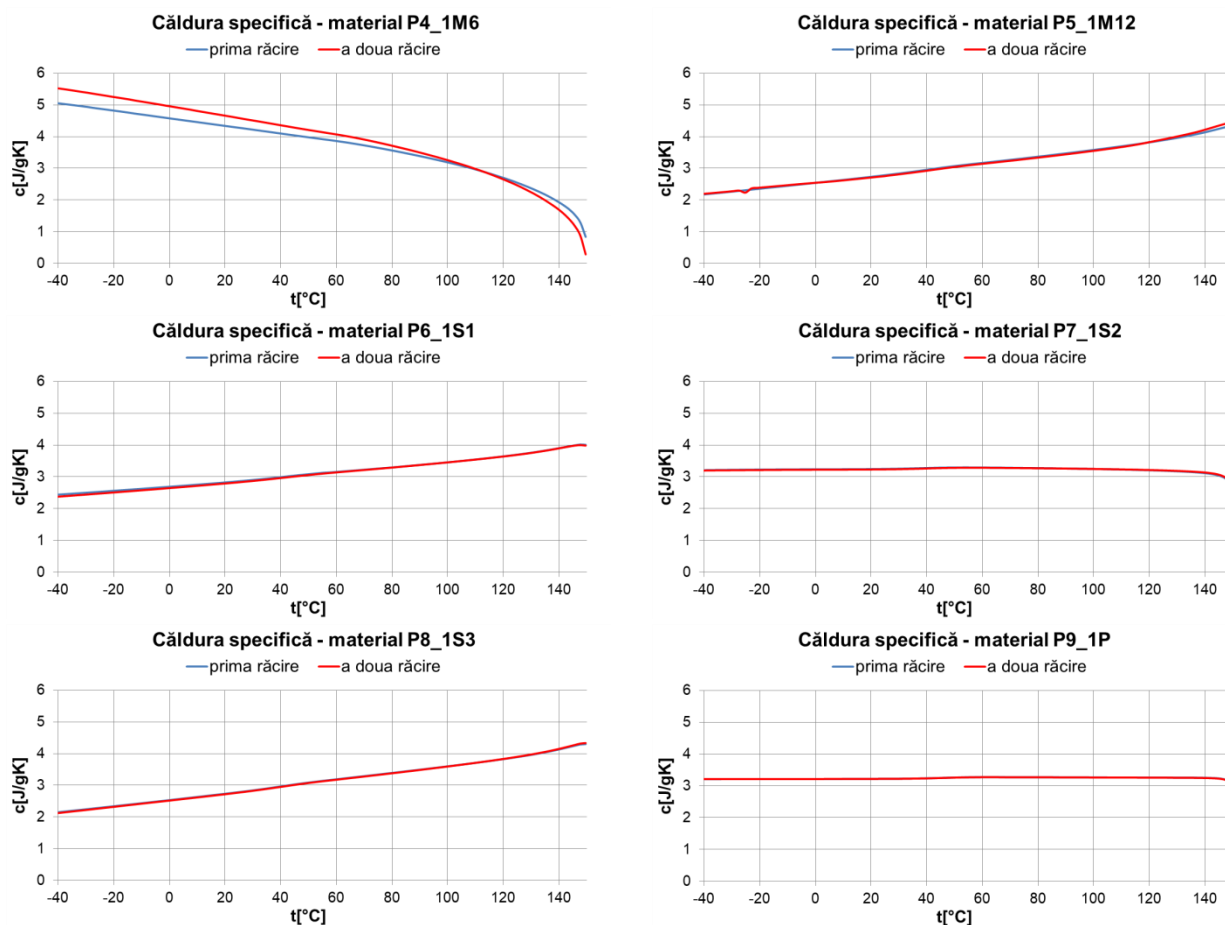 Căldura specifică - material P4_1M6
prima răcire a doua răcire
6
5
4
3
2
1
0
c[J/gK]
-40 -20 0 20 40 60 80 100 120 140
t[°C]
Căldura specifică - material P5_1M12
prima răcire a doua răcire
6
5
4
3
2
1
0
c[J/gK]
-40 -20 0 20 40 60 80 100 120 140
t[°C]
Căldura specifică - material P6_1S1
prima răcire a doua răcire
6
5
4
3
2
1
0
c[J/gK]
-40 -20 0 20 40 60 80 100 120 140
t[°C]
Căldura specifică - material P7_1S2
prima răcire a doua răcire
6
5
4
3
2
1
0
c[J/gK]
-40 -20 0 20 40 60 80 100 120 140
t[°C]
Căldura specifică - material P8_1S3
prima răcire a doua răcire
6
5
4
3
2
1
0
c[J/gK]
-40 -20 0 20 40 60 80 100 120 140
t[°C]
Căldura specifică - material P9_1P
prima răcire a doua răcire
6
5
4
3
2
1
0
c[J/gK]
-40 -20 0 20 40 60 80 100 120 140
t[°C]